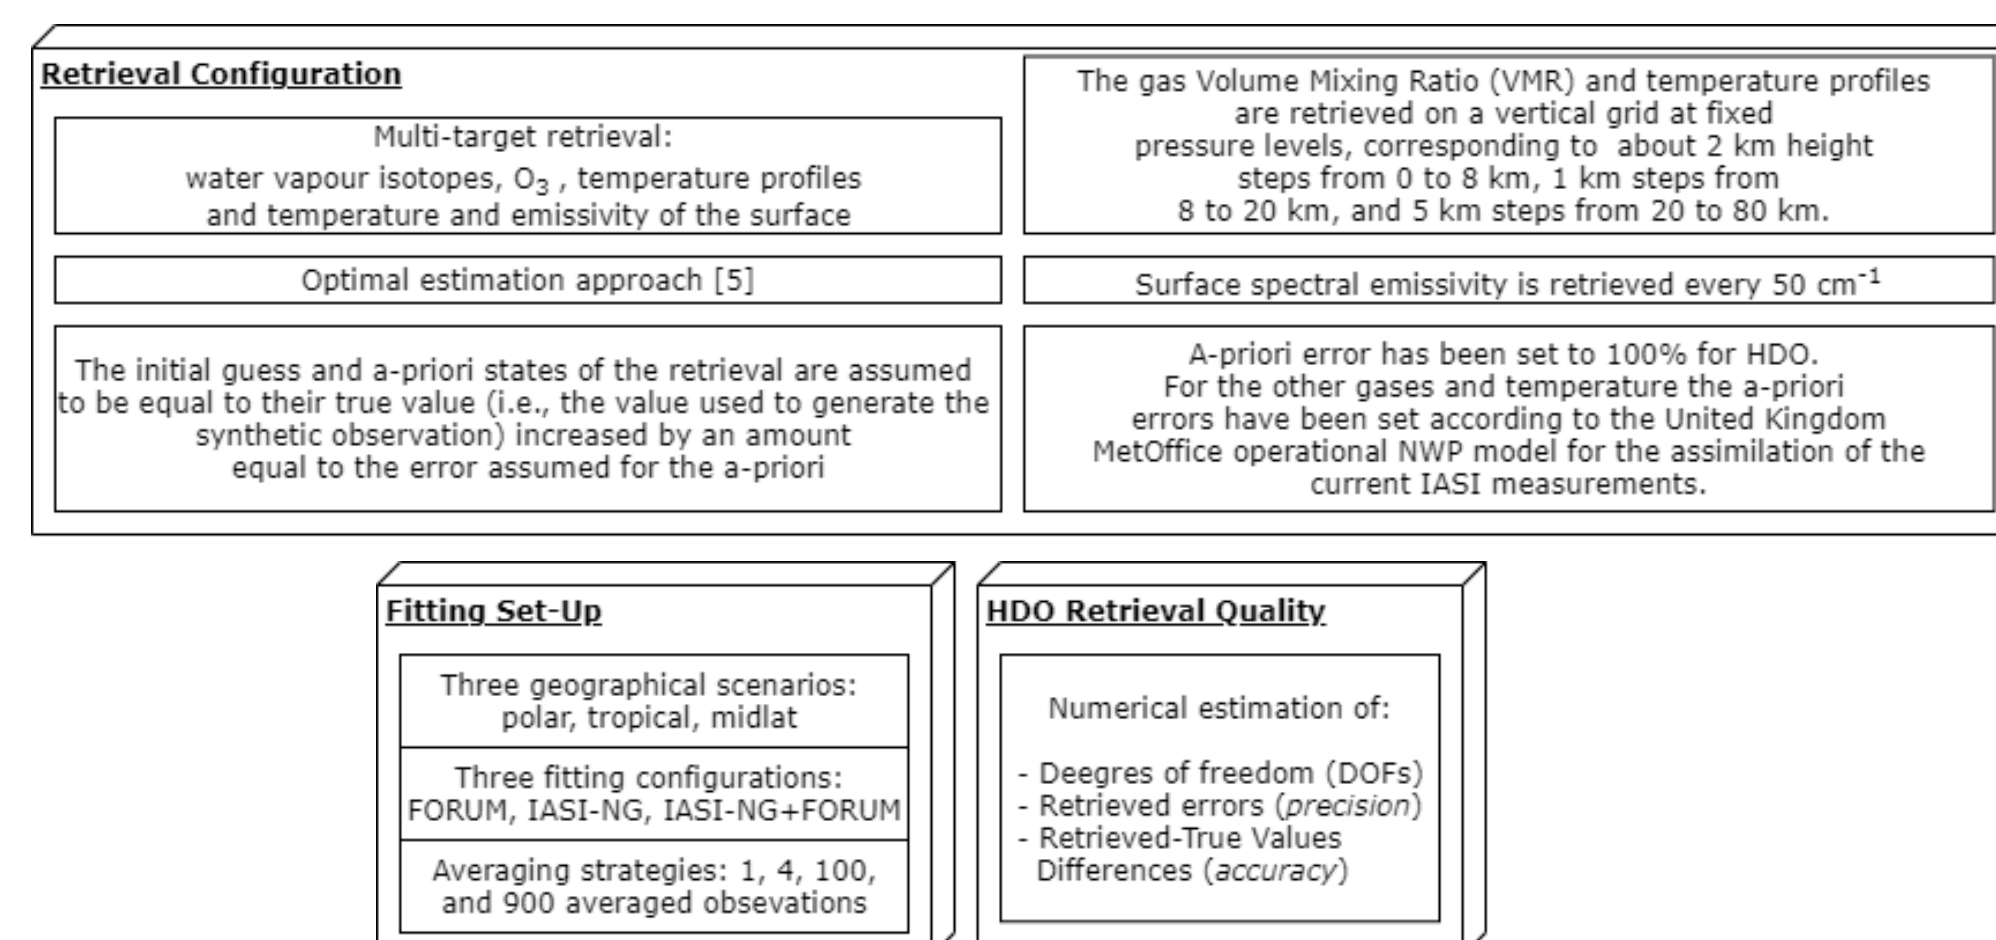 Retrieval Configuration
Multi-target retrieval:
water vapour isotopes, O₃ , temperature profiles
and temperature and emissivity of the surface
The gas Volume Mixing Ratio (VMR) and temperature profiles
are retrieved on a vertical grid at fixed
pressure levels, corresponding to  about 2 km height
steps from 0 to 8 km, 1 km steps from
8 to 20 km, and 5 km steps from 20 to 80 km.
Optimal estimation approach [5]
Surface spectral emissivity is retrieved every 50 cm⁻¹
The initial guess and a-priori states of the retrieval are assumed
to be equal to their true value (i.e., the value used to generate the
synthetic observation) increased by an amount
equal to the error assumed for the a-priori
A-priori error has been set to 100% for HDO.
For the other gases and temperature the a-priori
errors have been set according to the United Kingdom
MetOffice operational NWP model for the assimilation of the
current IASI measurements.
Fitting Set-Up
Three geographical scenarios:
polar, tropical, midlat
Three fitting configurations:
FORUM, IASI-NG, IASI-NG+FORUM
Averaging strategies: 1, 4, 100,
and 900 averaged obsevations
HDO Retrieval Quality
Numerical estimation of:
- Deegres of freedom (DOFs)
- Retrieved errors (precision)
- Retrieved-True Values
Differences (accuracy)